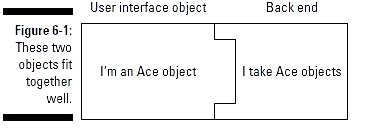 User interface object Back end
Figure 6-1:
These two
objects fit
together
well.
I'm an Ace object I take Ace objects